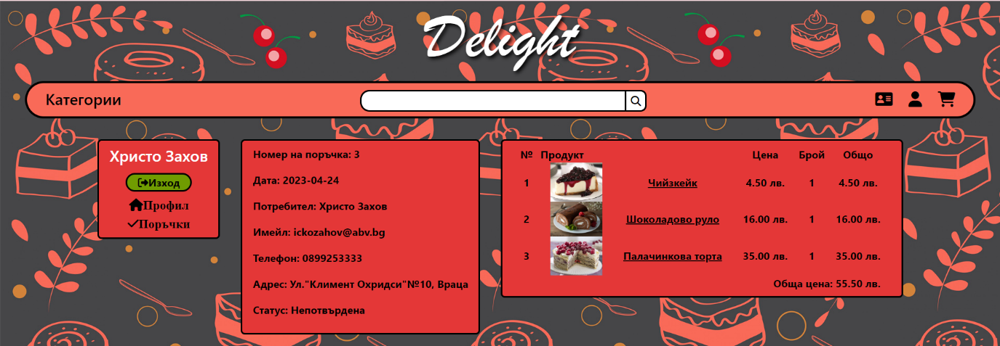 Delight
Категории
Христо Захов
Изход
Профил
Поръчки
Номер на поръчка: 3
Дата: 2023-04-24
Потребител: Христо Захов
Имейл: ickozahov@abv.bg
Телефон: 0899253333
Адрес: Ул."Климент Охридси"№10, Враца
Статус: Непотвърдена
№ Продукт Цена Брой Общо
1 Чийзкейк 4.50 лв. 1 4.50 лв.
2 Шоколадово руло 16.00 лв. 1 16.00 лв.
3 Палачинкова торта 35.00 лв. 1 35.00 лв.
Обща цена: 55.50 лв.